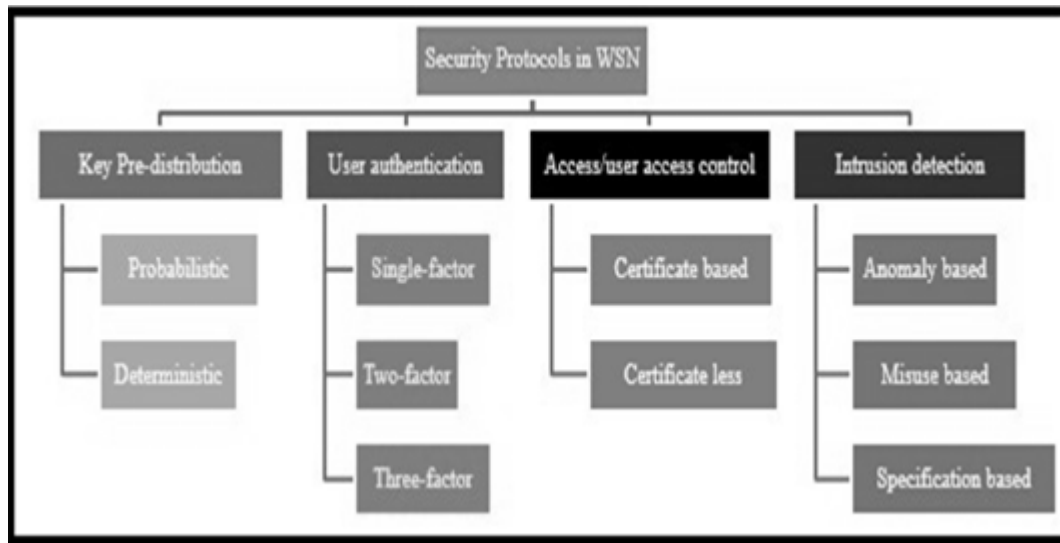 Security Protocols in WSN
Key Pre-distribution
User authentication
Access/user access control
Intrusion detection
Probabilistic
Single-factor
Certificate based
Anomaly based
Deterministic
Two-factor
Certificate less
Misuse based
Three-factor
Specification based